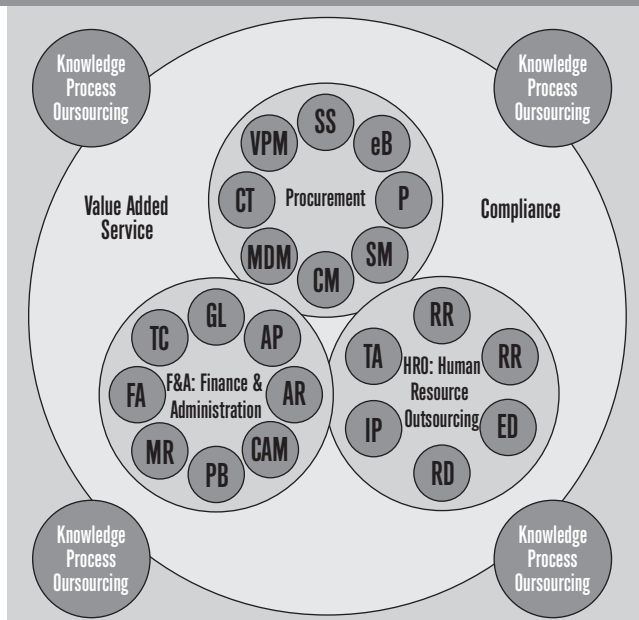 Knowledge
Process
Oursourcing
Knowledge
Process
Oursourcing
SS
VPM
eB
CT
Procurement
P
MDM
SM
CM
Value Added
Service
Compliance
GL
TC
AP
FA
F&A: Finance &
Administration
AR
MR
CAM
PB
RR
TA
RR
HRO: Human
Resource
Outsourcing
IP
ED
RD
Knowledge
Process
Oursourcing
Knowledge
Process
Oursourcing